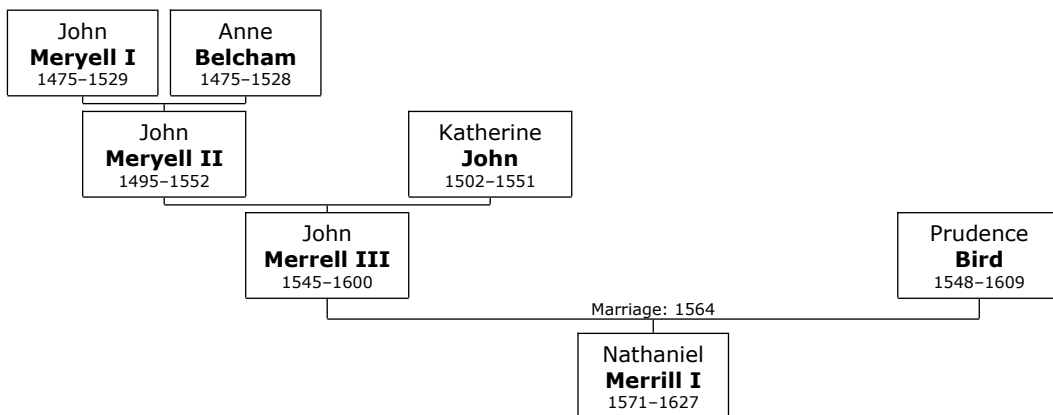 John
Meryell I
1475–1529
Anne
Belcham
1475–1528
John
Meryell II
1495–1552
Katherine
John
1502–1551
John
Merrell III
1545–1600
Prudence
Bird
1548–1609
Marriage: 1564
Nathaniel
Merrill I
1571–1627